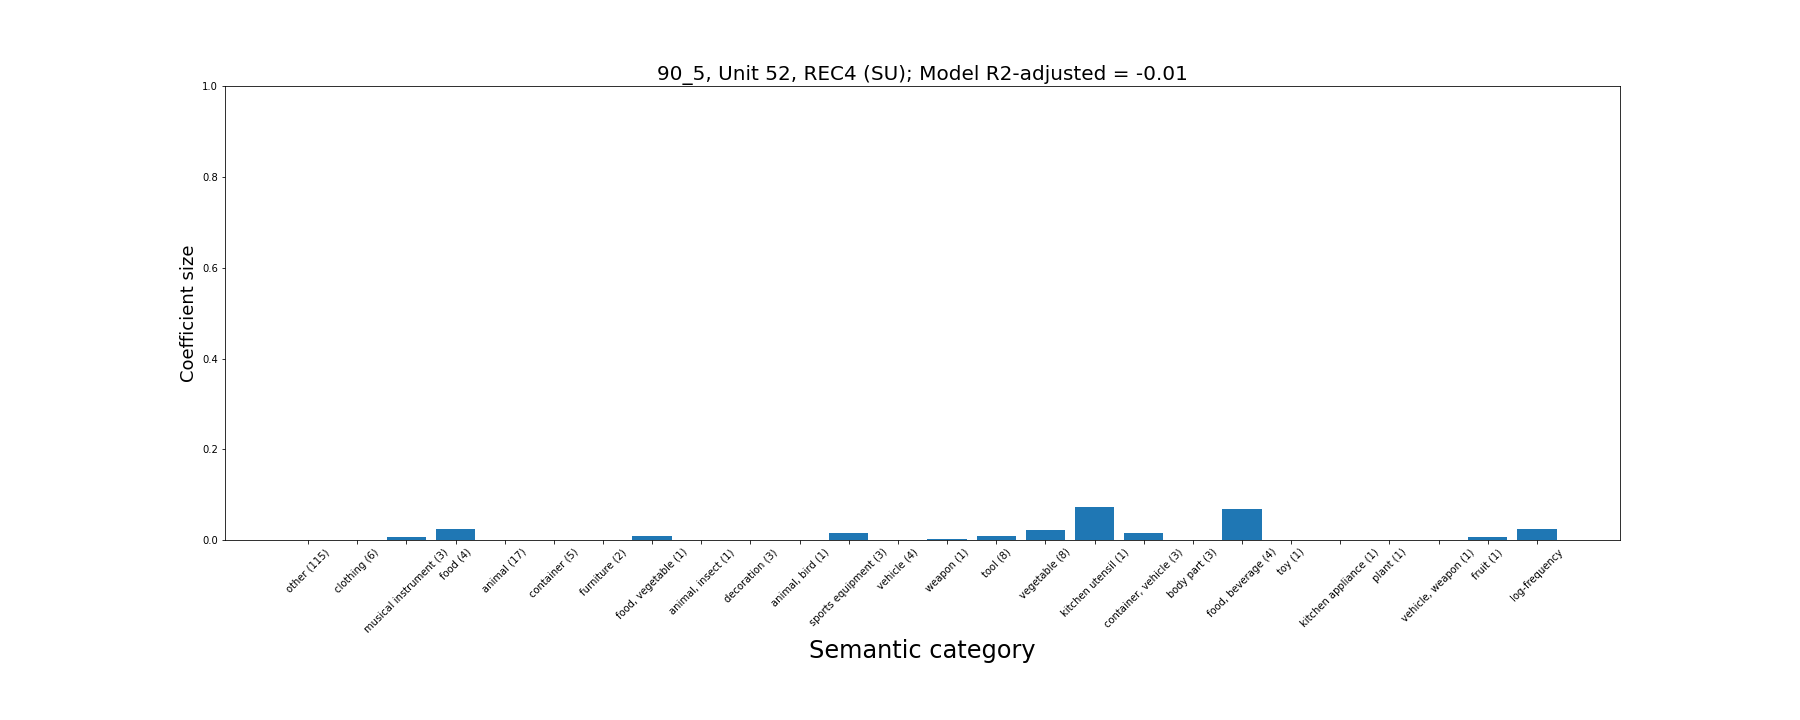 90_5, Unit 52, REC4 (SU); Model R2-adjusted = -0.01
1.0
0.8
0.6
0.4
0.2
0.0
Coefficient size
other (115)
clothing (6)
musical instrument (3)
food (4)
animal (17)
container (5)
furniture (2)
food, vegetable (1)
animal, insect (1)
decoration (3)
animal, bird (1)
sports equipment (3)
vehicle (4)
weapon (1)
tool (8)
vegetable (8)
kitchen utensil (1)
container, vehicle (3)
body part (3)
food, beverage (4)
toy (1)
kitchen appliance (1)
plant (1)
vehicle, weapon (1)
fruit (1)
log-frequency
Semantic category